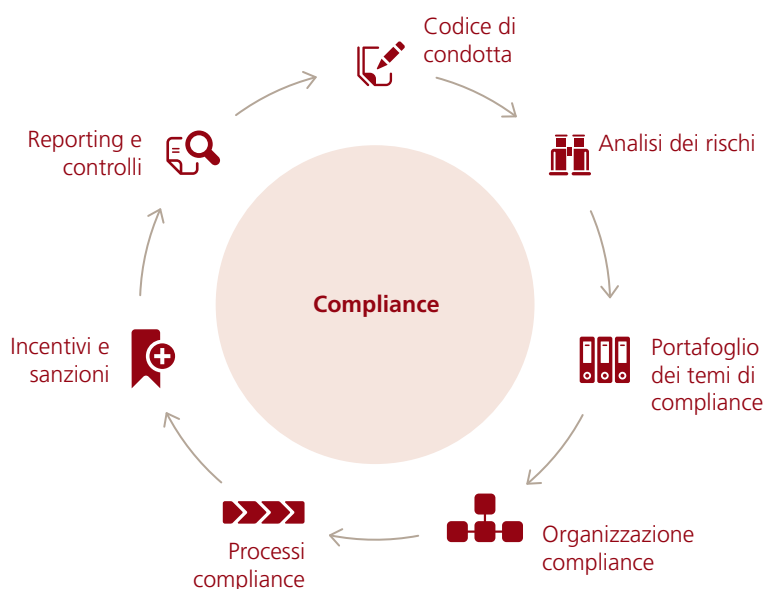 Codice di
condotta
Analisi dei rischi
Portafoglio
dei temi di
compliance
Organizzazione
compliance
Processi
compliance
Incentivi e
sanzioni
Reporting e
controlli
Compliance